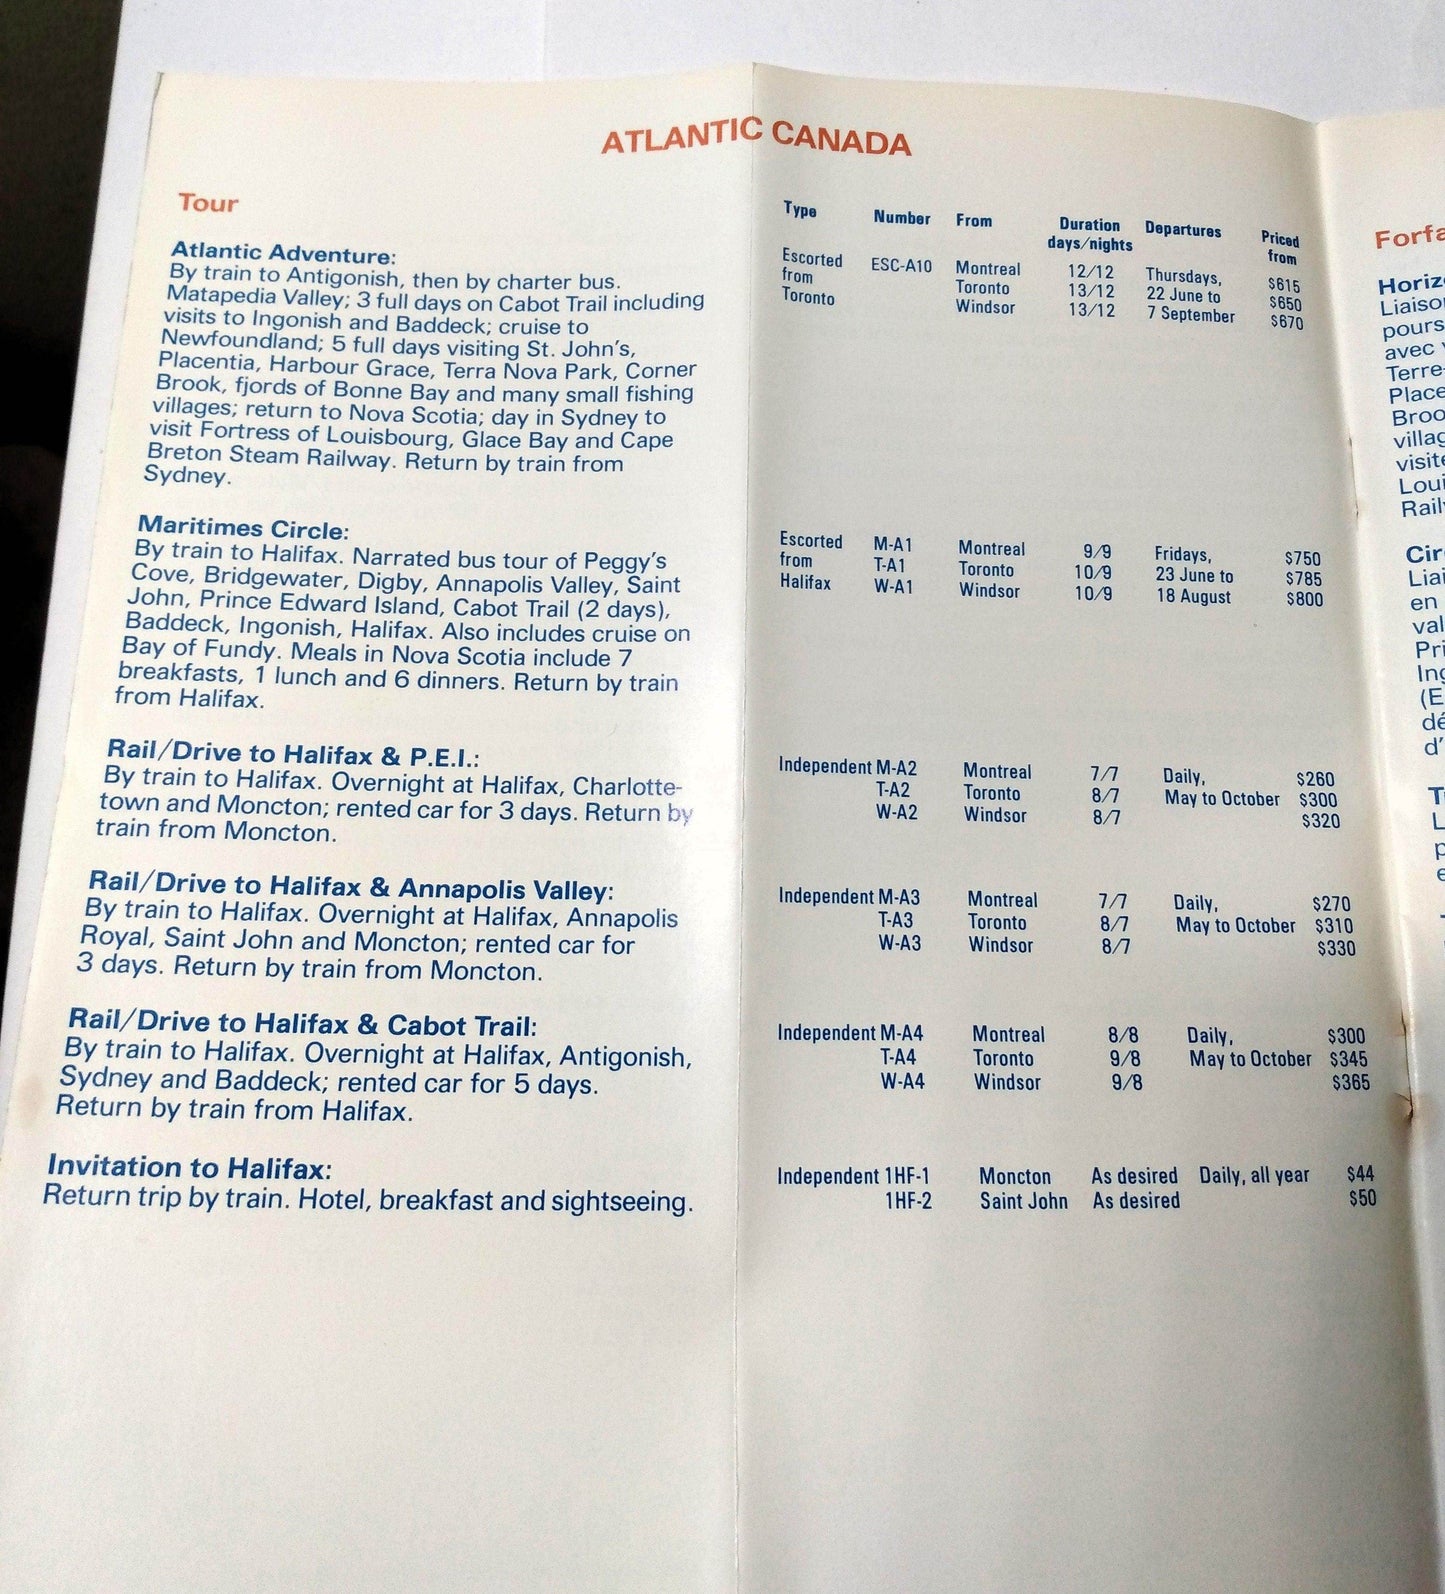 ATLANTIC CANADA
Tour
Atlantic Adventure:
By train to Antigonish, then by charter bus.
Matapedia Valley; 3 full days on Cabot Trail including
visits to Ingonish and Baddeck; cruise to
Newfoundland; 5 full days visiting St. John's,
Placentia, Harbour Grace, Terra Nova Park, Corner
Brook, fjords of Bonne Bay and many small fishing
villages; return to Nova Scotia; day in Sydney to
visit Fortress of Louisbourg, Glace Bay and Cape
Breton Steam Railway. Return by train from
Sydney.
Maritimes Circle:
By train to Halifax. Narrated bus tour of Peggy's
Cove, Bridgewater, Digby, Annapolis Valley, Saint
John, Prince Edward Island, Cabot Trail (2 days),
Baddeck, Ingonish, Halifax. Also includes cruise on
Bay of Fundy. Meals in Nova Scotia include 7
breakfasts, 1 lunch and 6 dinners. Return by train
from Halifax.
Rail/Drive to Halifax & P.E.I.:
By train to Halifax. Overnight at Halifax, Charlotte-
town and Moncton; rented car for 3 days. Return by
train from Moncton.
Rail/Drive to Halifax & Annapolis Valley:
By train to Halifax. Overnight at Halifax, Annapolis
Royal, Saint John and Moncton; rented car for
3 days. Return by train from Moncton.
Rail/Drive to Halifax & Cabot Trail:
By train to Halifax. Overnight at Halifax, Antigonish,
Sydney and Baddeck; rented car for 5 days.
Return by train from Halifax.
Invitation to Halifax:
Return trip by train. Hotel, breakfast and sightseeing.
Type Number From Duration Departures Priced
days/nights from
Escorted ESC-A10 Montreal 12/12 Thursdays, $615
from Toronto 13/12 22 June to $650
Toronto Windsor 13/12 7 September $670
Escorted M-A1 Montreal 9/9 Fridays, $750
from T-A1 Toronto 10/9 23 June to $785
Halifax W-A1 Windsor 10/9 18 August $800
Independent M-A2 Montreal 7/7 Daily, $260
T-A2 Toronto 8/7 May to October $300
W-A2 Windsor 8/7 $320
Independent M-A3 Montreal 7/7 Daily, $270
T-A3 Toronto 8/7 May to October $310
W-A3 Windsor 8/7 $330
Independent M-A4 Montreal 8/8 Daily, $300
T-A4 Toronto 9/8 May to October $345
W-A4 Windsor 9/8 $365
Independent 1HF-1 Moncton As desired Daily, all year $44
1HF-2 Saint John As desired $50
pours
avec
en